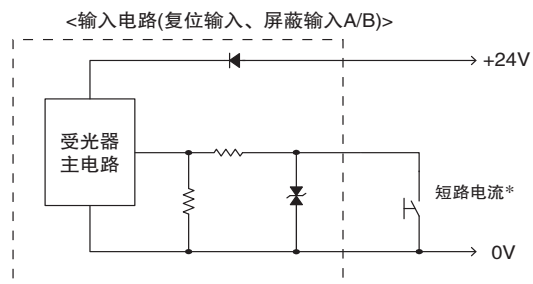 <输入电路(复位输入、屏蔽输入A/B)>
+24V
受光器
主电路
短路电流*
0V